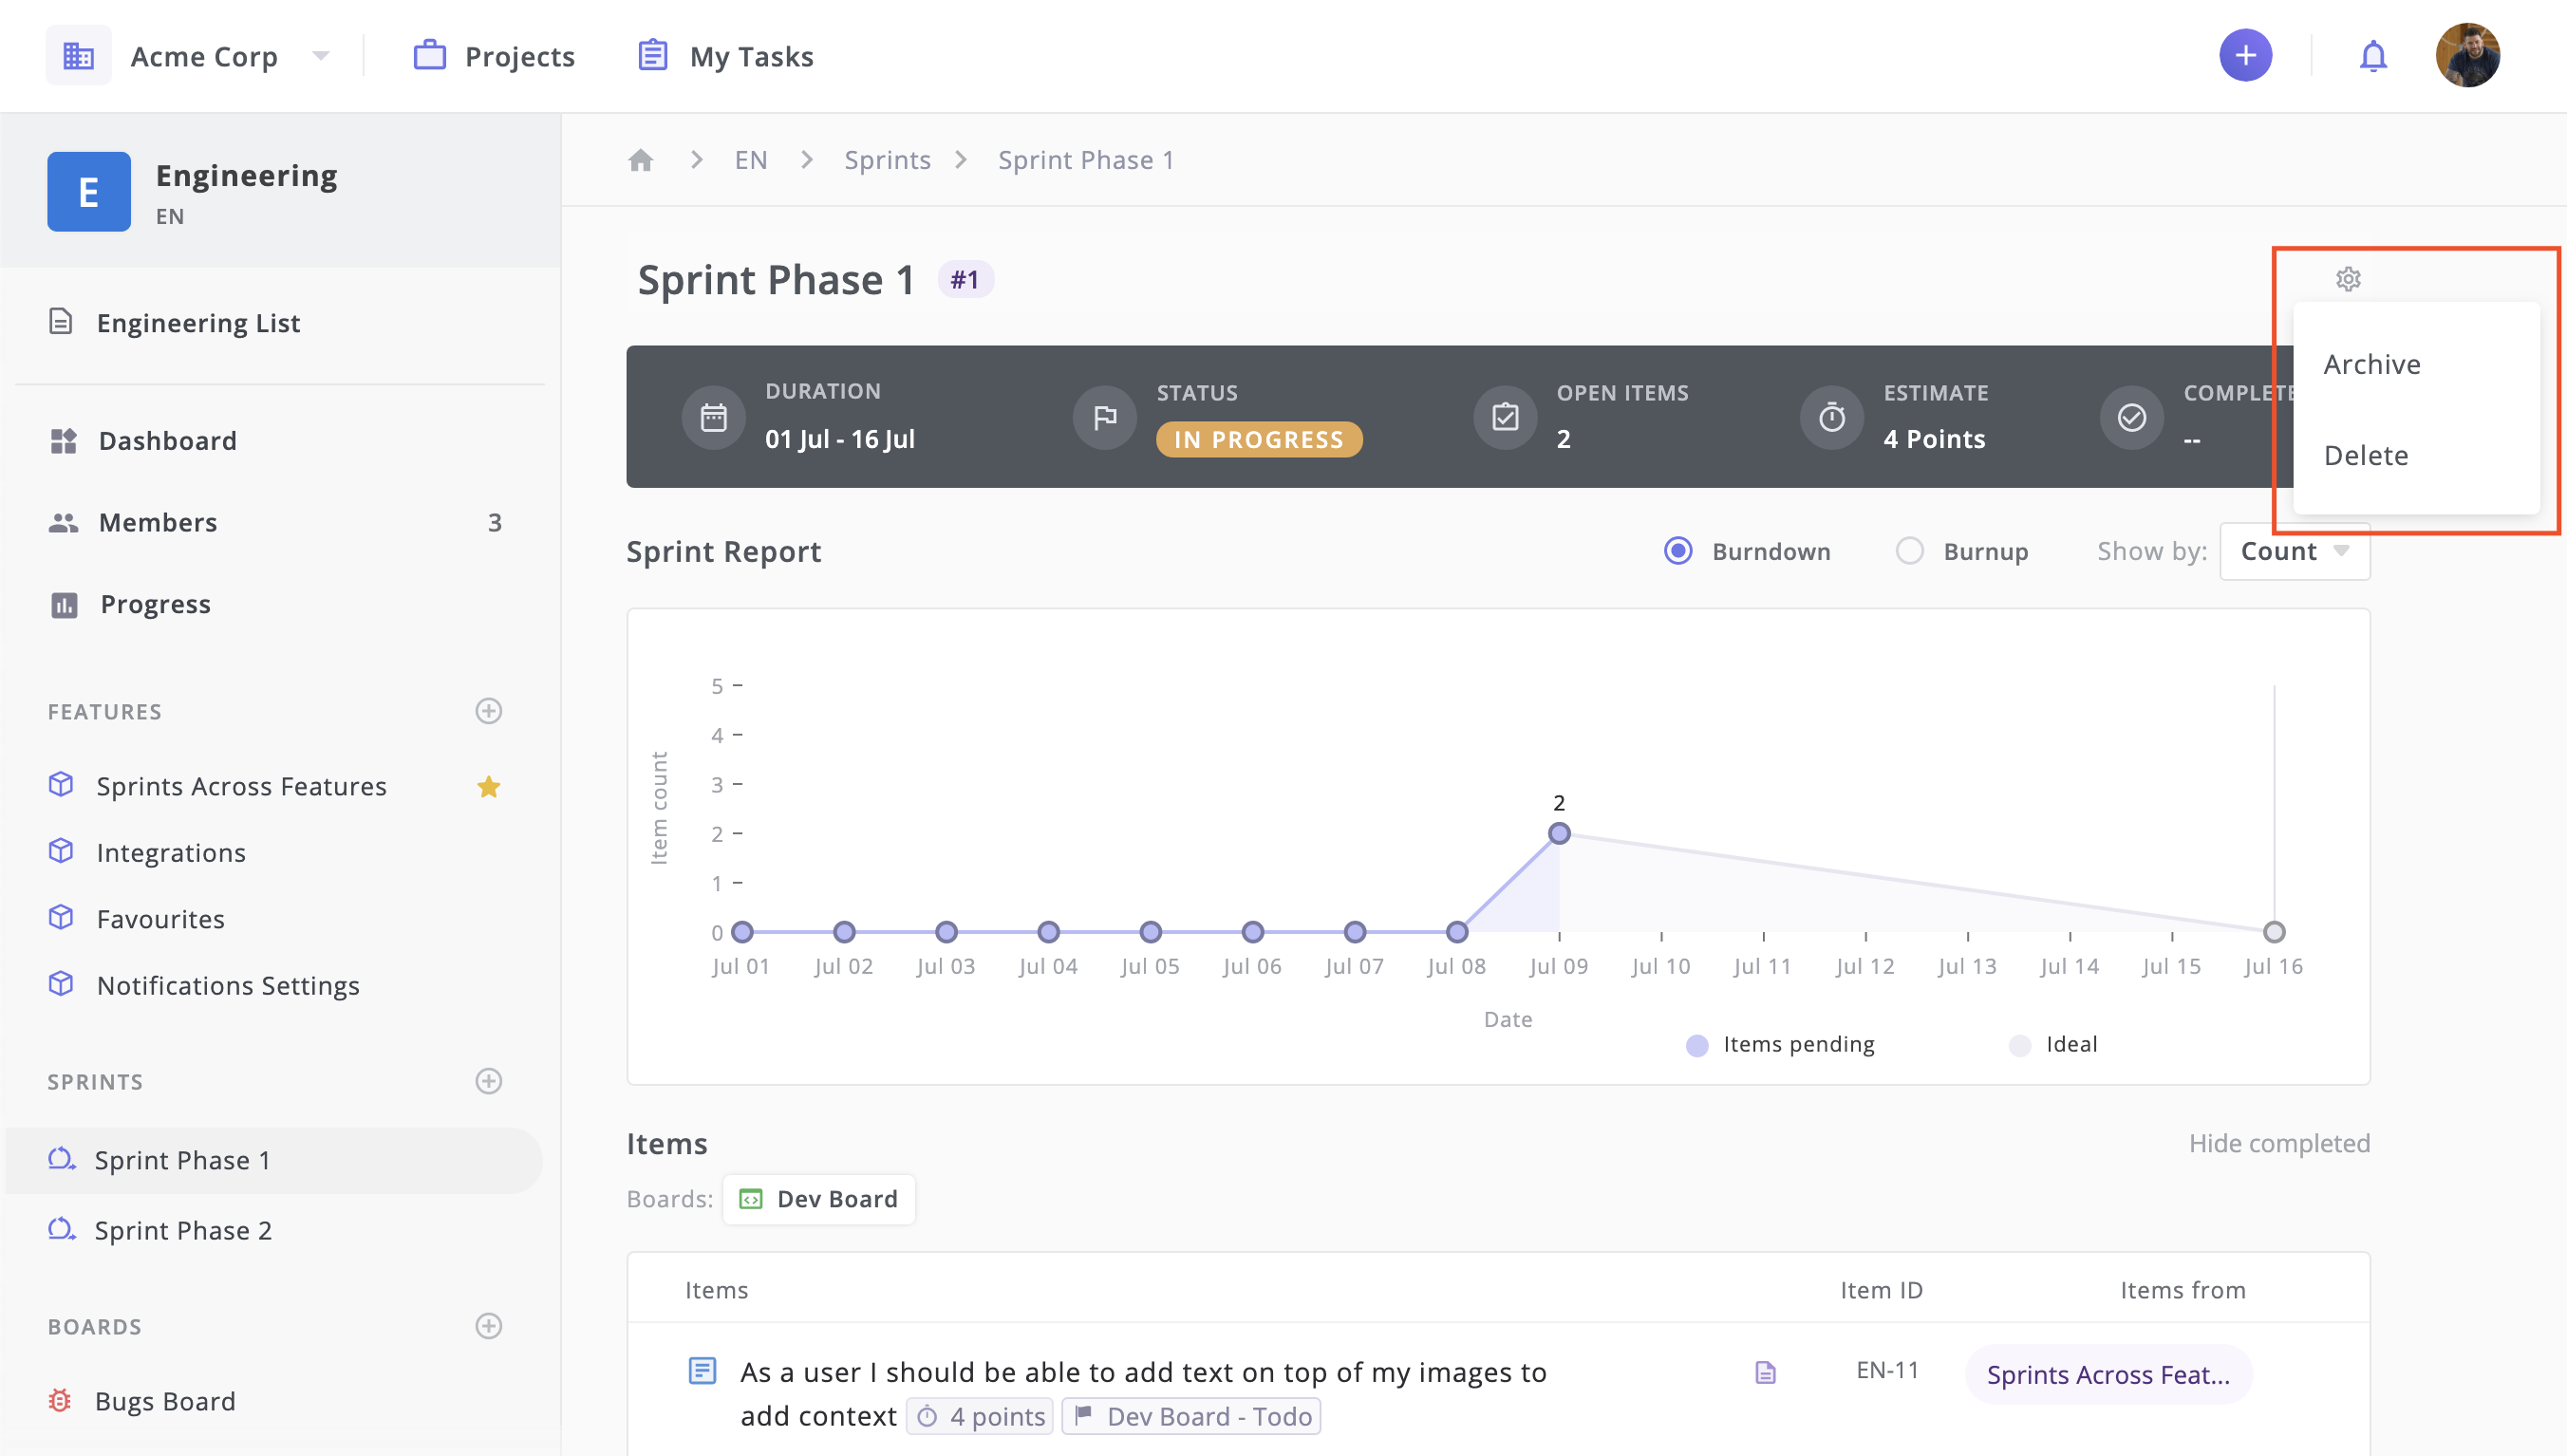 Acme Corp
Projects
My Tasks
E
Engineering
EN
Engineering List
Dashboard
Members 3
Progress
FEATURES
Sprints Across Features
Integrations
Favourites
Notifications Settings
SPRINTS
Sprint Phase 1
Sprint Phase 2
BOARDS
Bugs Board
EN Sprints Sprint Phase 1
Sprint Phase 1 #1
Archive
Delete
DURATION
01 Jul - 16 Jul
STATUS
IN PROGRESS
OPEN ITEMS
2
ESTIMATE
4 Points
COMPLETE
--
Sprint Report
Burndown
Burnup
Show by: Count
5
4
3
2
1
0
Item count
2
Jul 01 Jul 02 Jul 03 Jul 04 Jul 05 Jul 06 Jul 07 Jul 08 Jul 09 Jul 10 Jul 11 Jul 12 Jul 13 Jul 14 Jul 15 Jul 16
Date
Items pending
Ideal
Items
Hide completed
Boards: Dev Board
Items Item ID Items from
As a user I should be able to add text on top of my images to
add context 4 points Dev Board - Todo
EN-11
Sprints Across Feat...